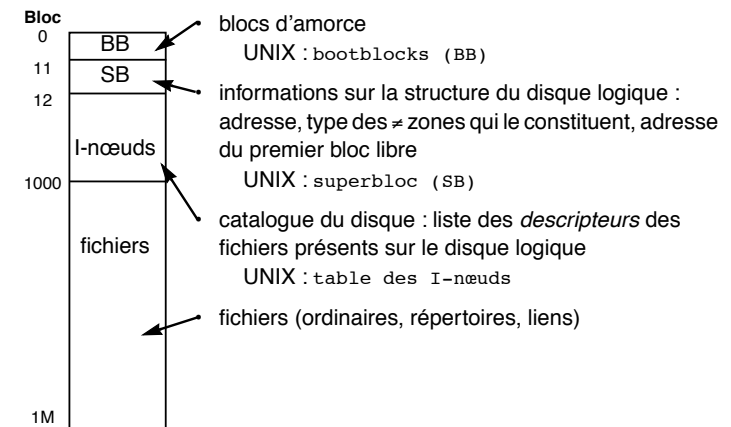 Bloc
0
BB
11
SB
12
I-nœuds
1000
fichiers
1M
• blocs d’amorce
UNIX : bootblocks (BB)
• informations sur la structure du disque logique :
adresse, type des ≠ zones qui le constituent, adresse
du premier bloc libre
UNIX : superbloc (SB)
• catalogue du disque : liste des descripteurs des
fichiers présents sur le disque logique
UNIX : table des I-nœuds
• fichiers (ordinaires, répertoires, liens)